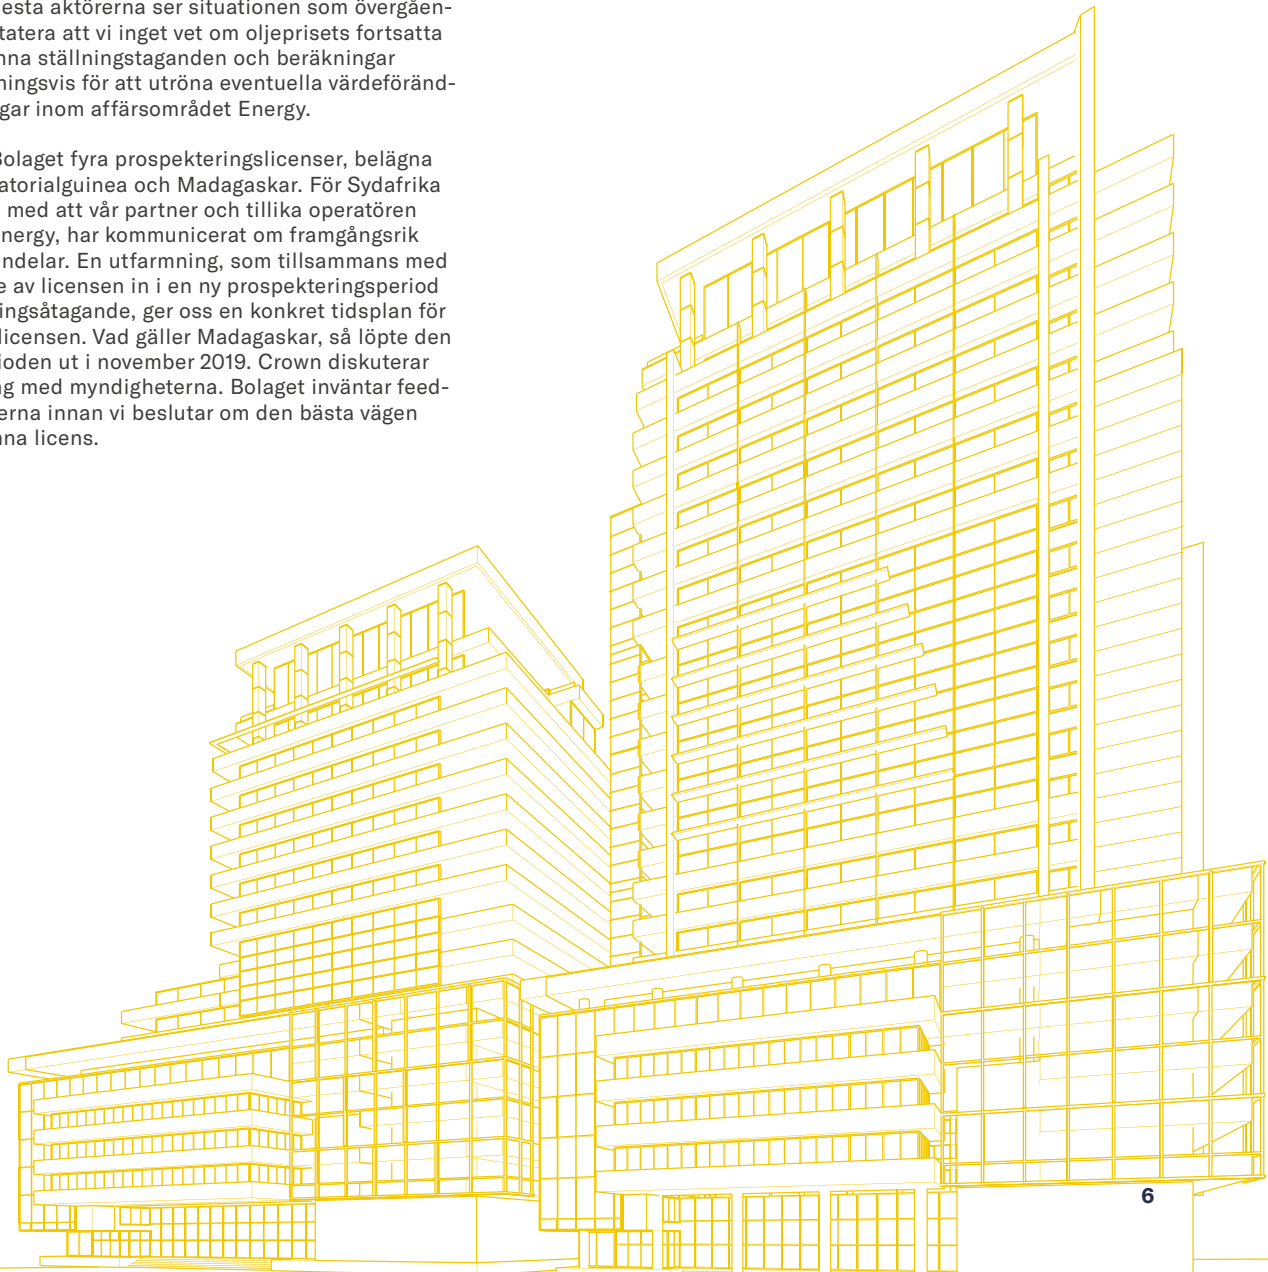 esta aktörerna ser situationen som övergåen-
tatera att vi inget vet om oljeprisets fortsatta
nna ställningstaganden och beräkningar
ningsvis för att utröna eventuella värdeföränd-
gar inom affärsområdet Energy.
Bolaget fyra prospekteringslicenser, belägna
atorialguinea och Madagaskar. För Sydafrika
med att vår partner och tillika operatören
nergy, har kommunicerat om framgångsrik
ndelar. En utfarmning, som tillsammans med
e av licensen in i en ny prospekteringsperiod
ingsåtagande, ger oss en konkret tidsplan för
licensen. Vad gäller Madagaskar, så löpte den
ioden ut i november 2019. Crown diskuterar
ng med myndigheterna. Bolaget inväntar feed-
erna innan vi beslutar om den bästa vägen
nna licens.
6